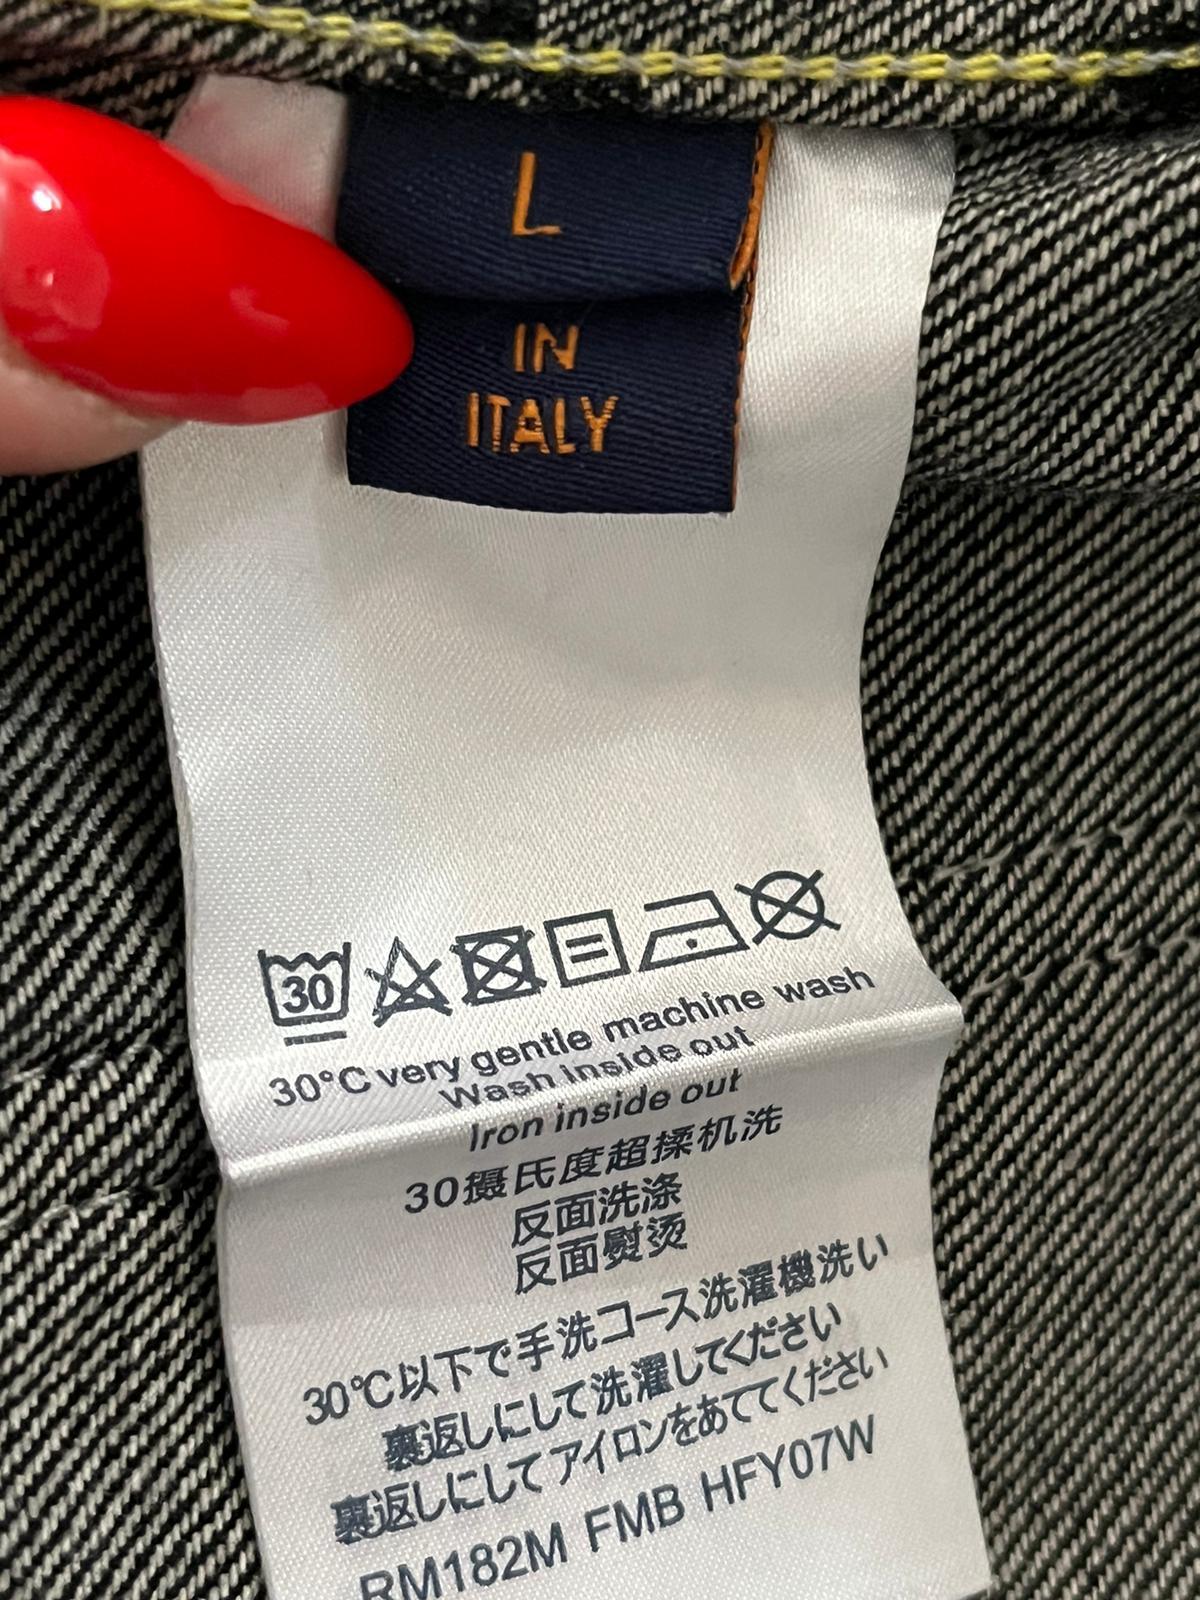 L
IN
ITALY
30
30°C very gentle machine wash
Wash inside out
Iron inside out
30摄氏度超揉机洗
反面洗涤
反面熨烫
30℃以下で手洗コース洗濯機洗い
裏返しにして洗濯してください
裏返しにしてアイロンをあててください
RM182M FMB HFY07W